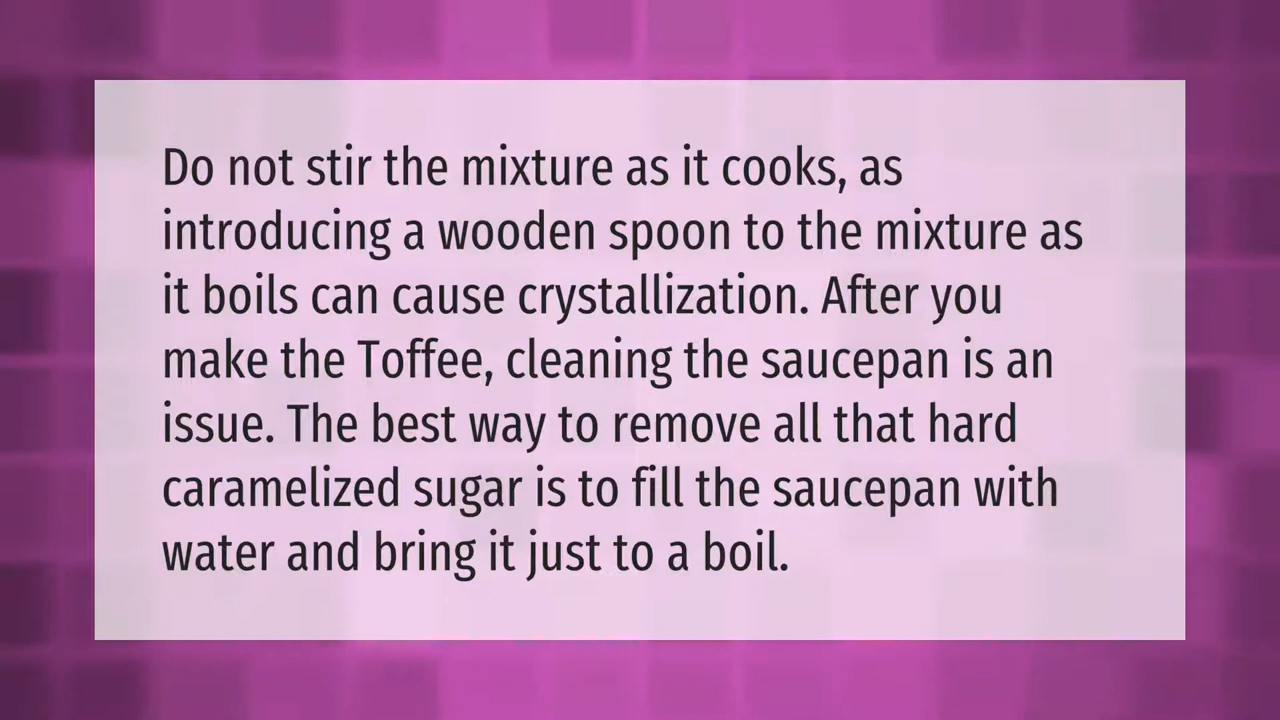 Do not stir the mixture as it cooks, as
introducing a wooden spoon to the mixture as
it boils can cause crystallization. After you
make the Toffee, cleaning the saucepan is an
issue. The best way to remove all that hard
caramelized sugar is to fill the saucepan with
water and bring it just to a boil.